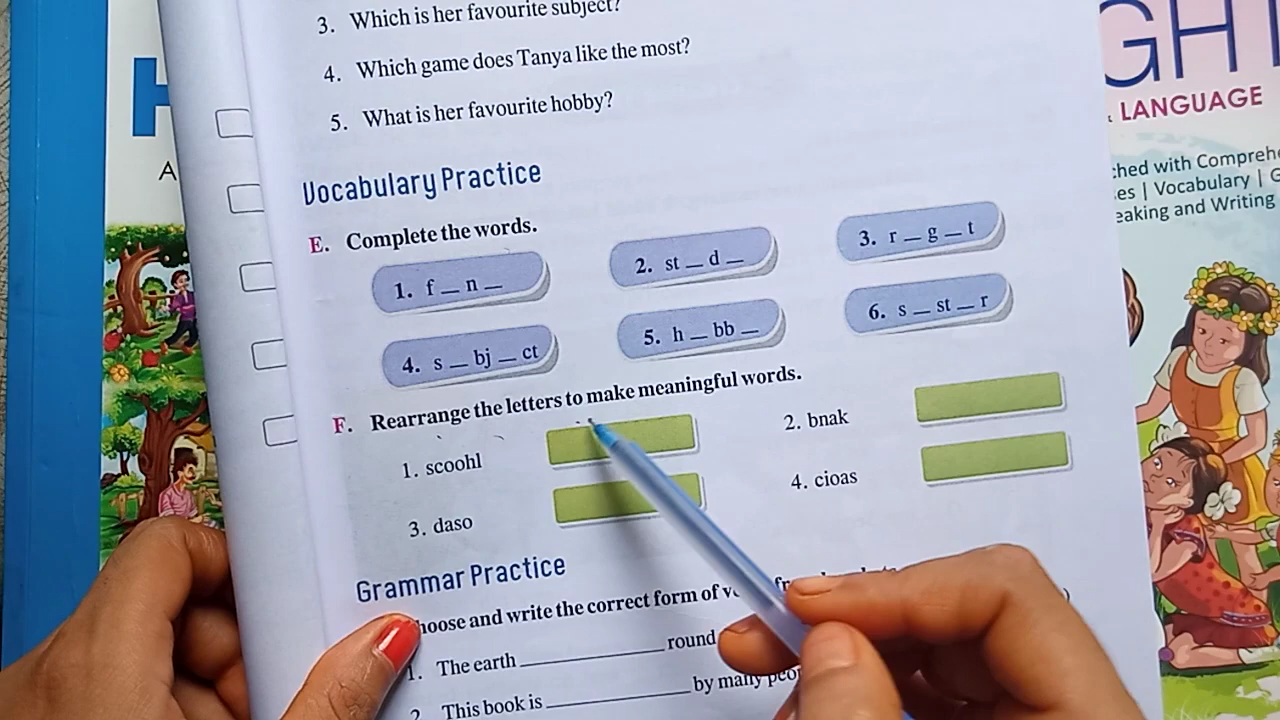 3. Which is her favourite subject?
4. Which game does Tanya like the most?
5. What is her favourite hobby?
Vocabulary Practice
E. Complete the words.
1. f _ n _
2. st _ d _
3. r _ g _ t
4. s _ bj _ ct
5. h _ bb _
6. s _ st _ r
F. Rearrange the letters to make meaningful words.
1. scoohl
2. bnak
3. daso
4. cioas
Grammar Practice
hoose and write the correct form of
1. The earth __________ round
2. This book is __________ by many
H
A
GHT
LANGUAGE
ched with Comprehe
es | Vocabulary | G
eaking and Writing